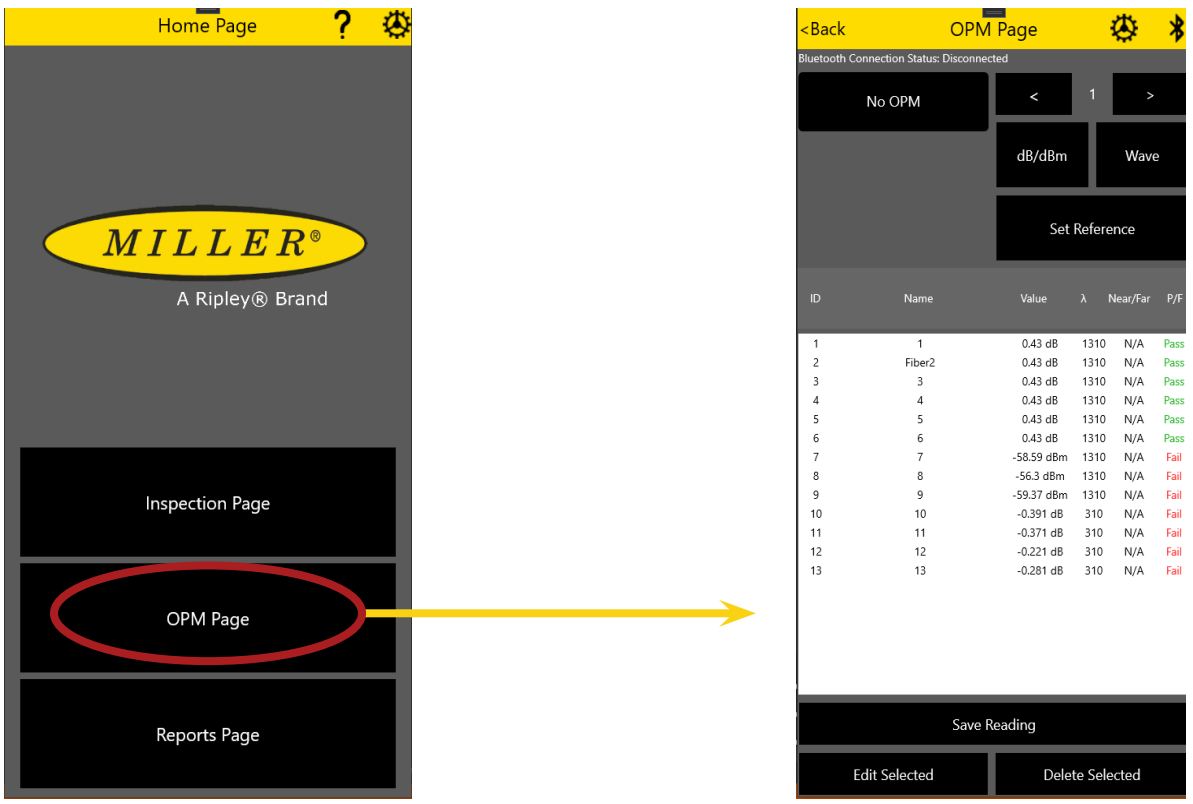 Home Page ?
MILLER®
A Ripley® Brand
Inspection Page
OPM Page
Reports Page
<Back OPM Page
Bluetooth Connection Status: Disconnected
No OPM < 1 >
dB/dBm Wave
Set Reference
ID Name Value λ Near/Far P/F
1 1 0.43 dB 1310 N/A Pass
2 Fiber2 0.43 dB 1310 N/A Pass
3 3 0.43 dB 1310 N/A Pass
4 4 0.43 dB 1310 N/A Pass
5 5 0.43 dB 1310 N/A Pass
6 6 0.43 dB 1310 N/A Pass
7 7 -58.59 dBm 1310 N/A Fail
8 8 -56.3 dBm 1310 N/A Fail
9 9 -59.37 dBm 1310 N/A Fail
10 10 -0.391 dB 310 N/A Fail
11 11 -0.371 dB 310 N/A Fail
12 12 -0.221 dB 310 N/A Fail
13 13 -0.281 dB 310 N/A Fail
Save Reading
Edit Selected Delete Selected